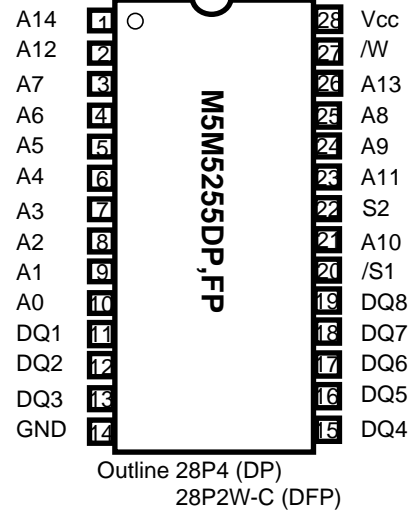 A14 1 28 Vcc
A12 2 27 /W
A7 3 26 A13
A6 4 25 A8
A5 5 24 A9
A4 6 23 A11
A3 7 22 S2
A2 8 21 A10
A1 9 20 /S1
A0 10 19 DQ8
DQ1 11 18 DQ7
DQ2 12 17 DQ6
DQ3 13 16 DQ5
GND 14 15 DQ4
M5M5255DP,FP
Outline 28P4 (DP)
28P2W-C (DFP)